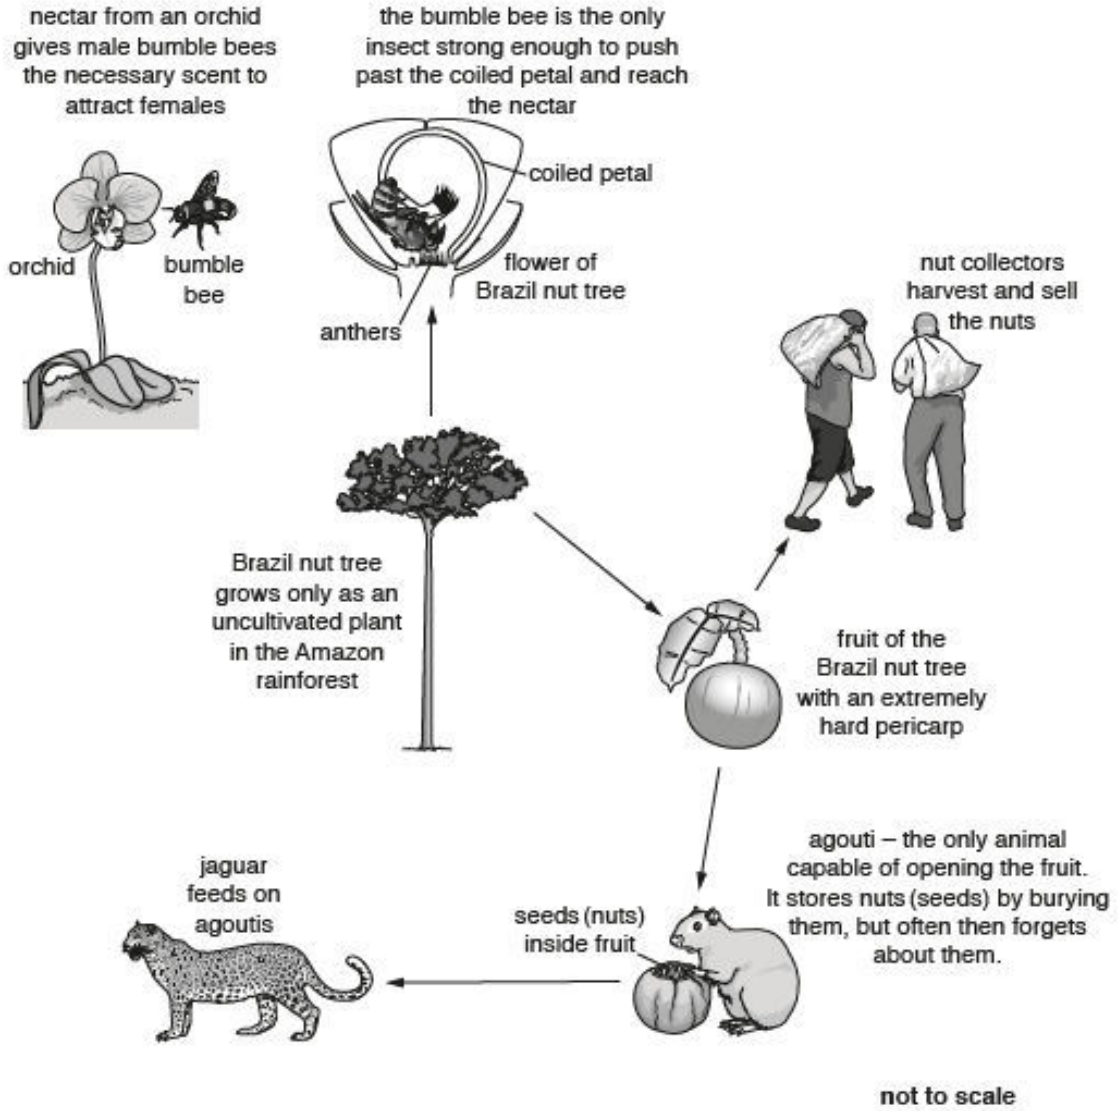 nectar from an orchid
gives male bumble bees
the necessary scent to
attract females
the bumble bee is the only
insect strong enough to push
past the coiled petal and reach
the nectar
coiled petal
orchid
bumble
bee
flower of
Brazil nut tree
anthers
nut collectors
harvest and sell
the nuts
Brazil nut tree
grows only as an
uncultivated plant
in the Amazon
rainforest
fruit of the
Brazil nut tree
with an extremely
hard pericarp
agouti – the only animal
capable of opening the fruit.
It stores nuts (seeds) by burying
them, but often then forgets
about them.
seeds (nuts)
inside fruit
jaguar
feeds on
agoutis
not to scale